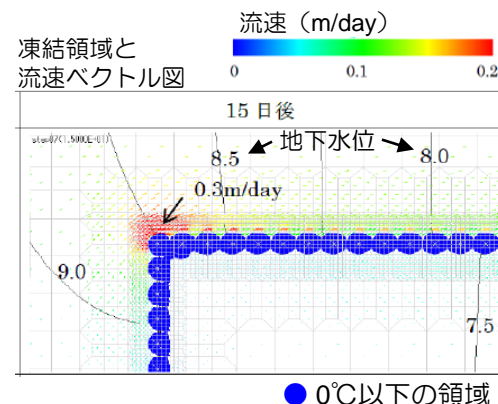 流速（m/day）
凍結領域と
流速ベクトル図
0 0.1 0.2
15 日後
8.5 地下水位 8.0
0.3m/day
9.0
7.5
0℃以下の領域